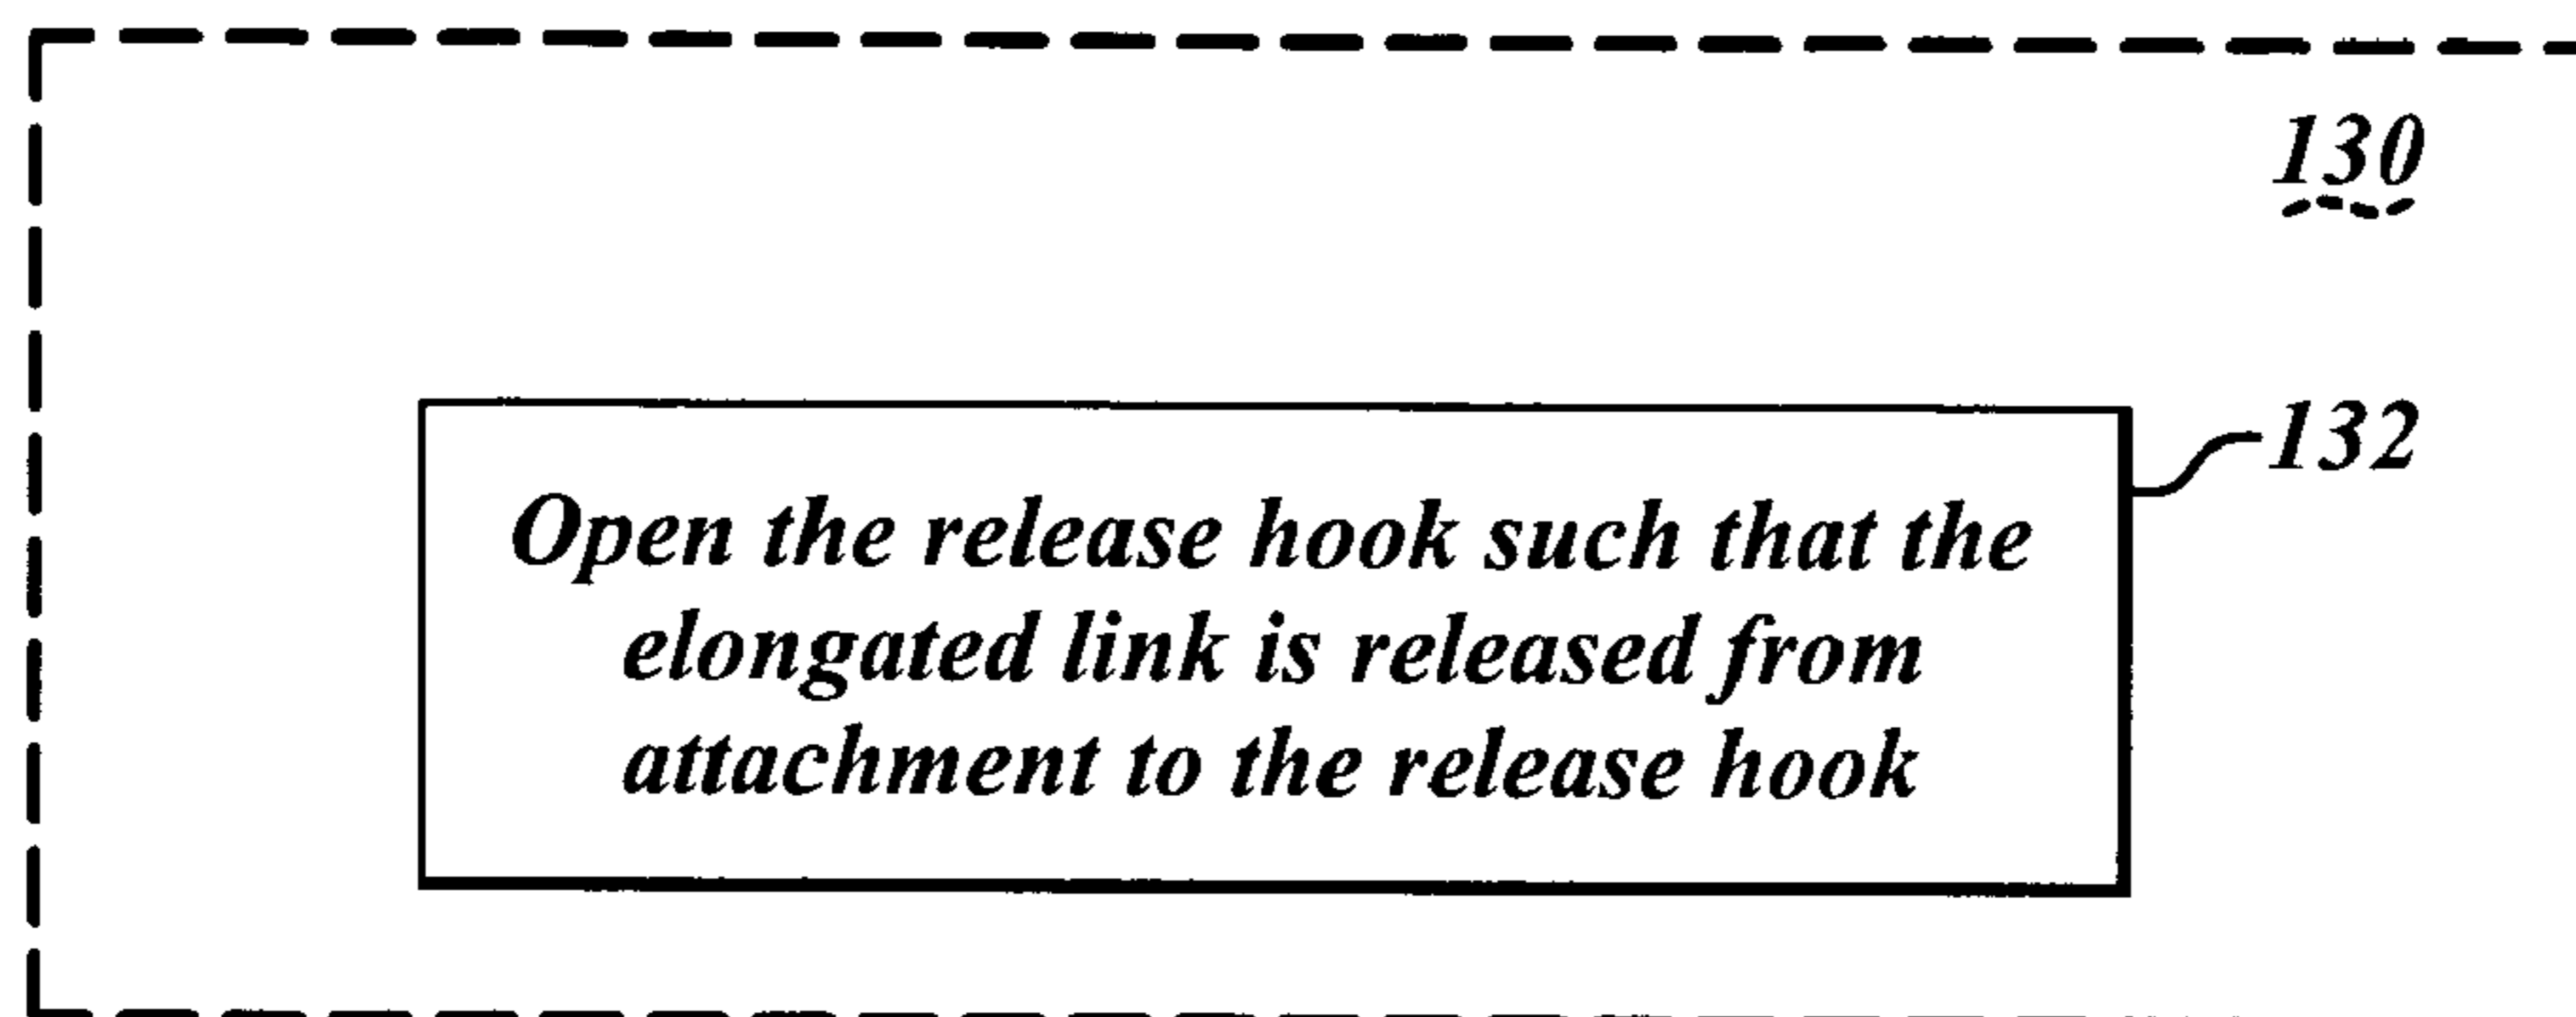 130
132
Open the release hook such that the
elongated link is released from
attachment to the release hook